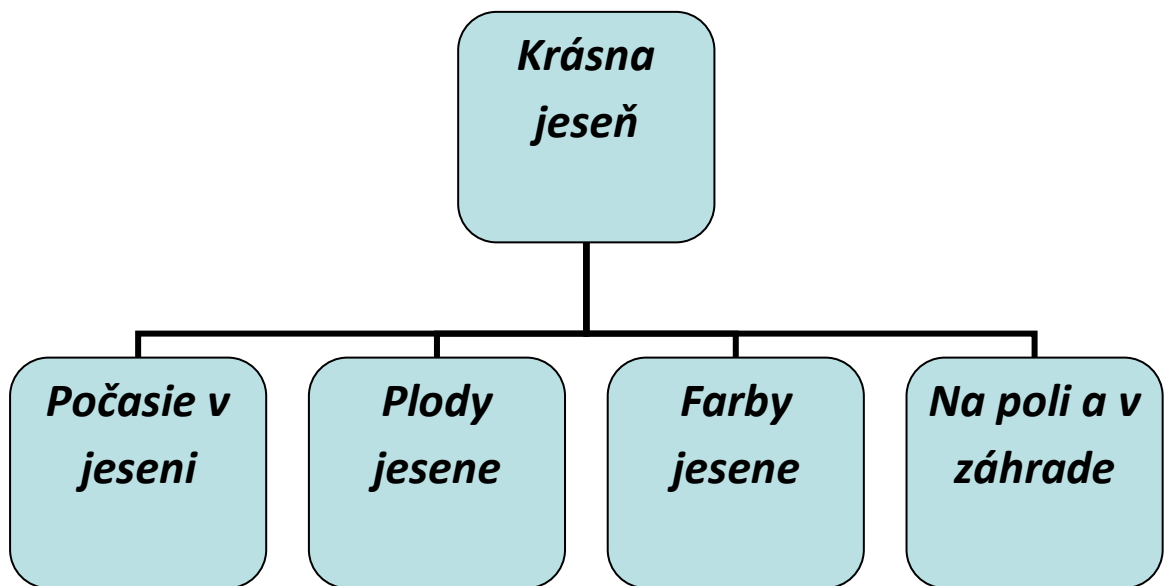 Krásna
jeseň
Počasie v
jeseni
Plody
jesene
Farby
jesene
Na poli a v
záhrade